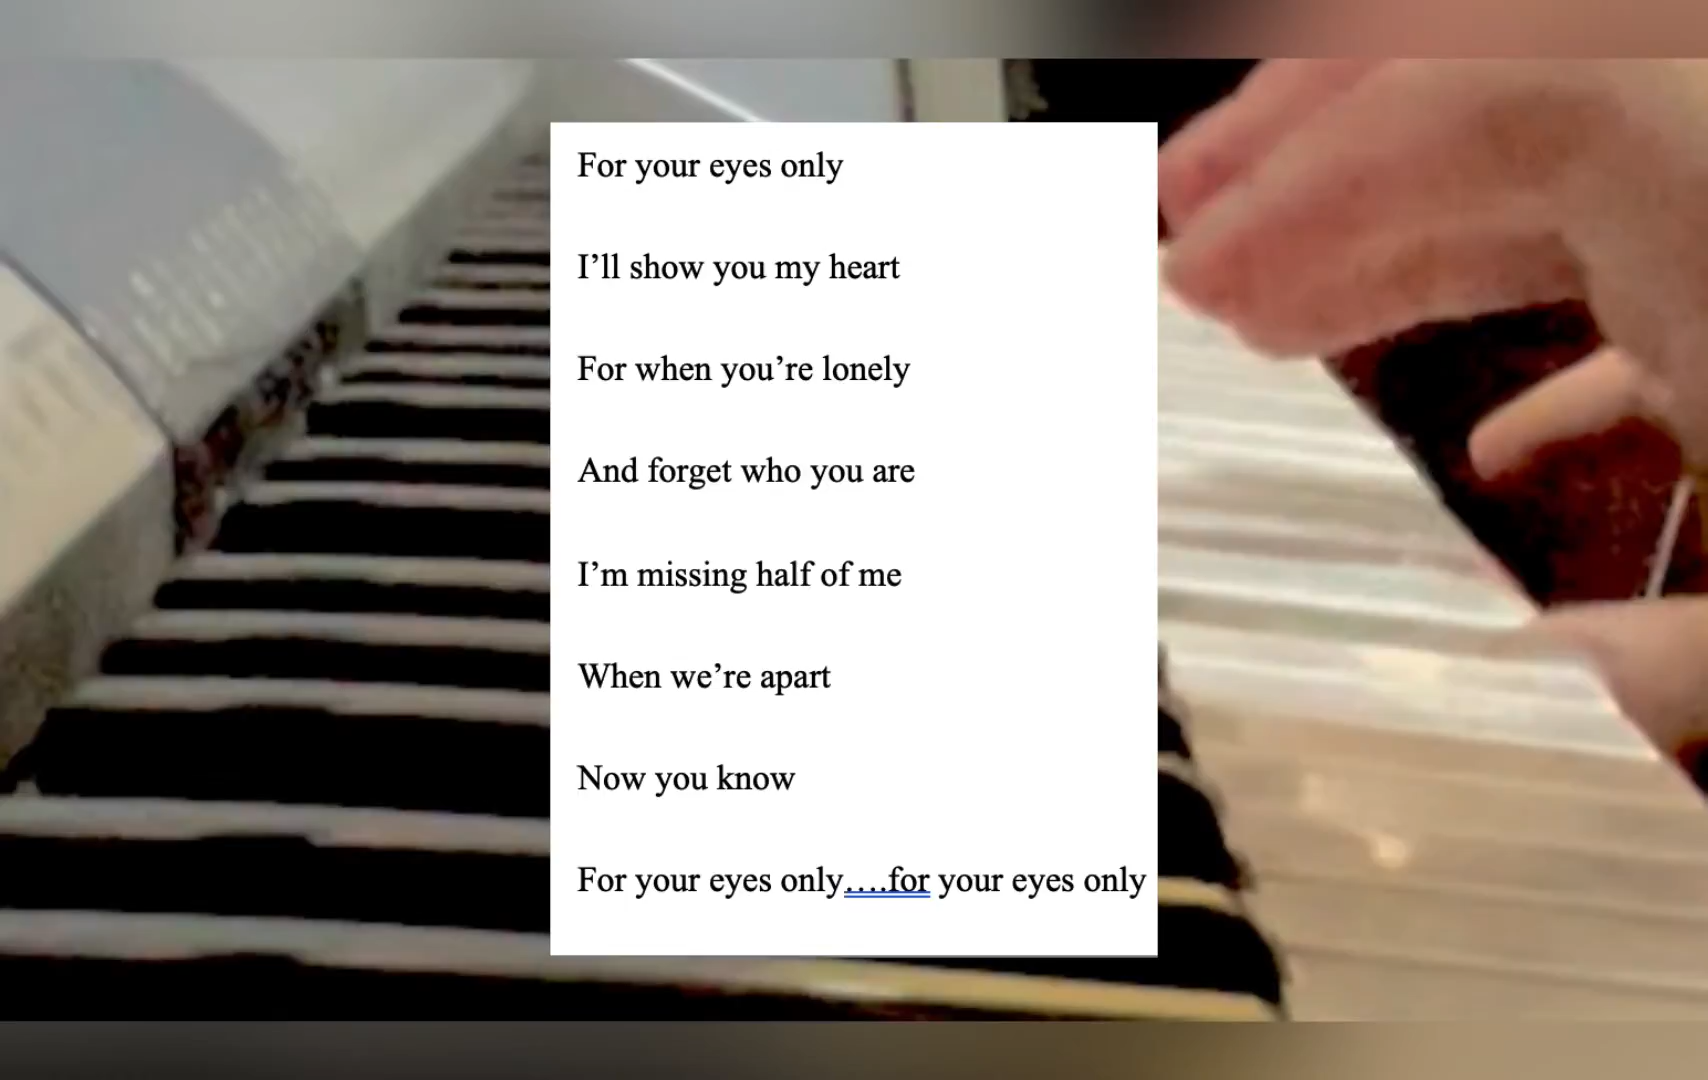 For your eyes only
I’ll show you my heart
For when you’re lonely
And forget who you are
I’m missing half of me
When we’re apart
Now you know
For your eyes only….for your eyes only